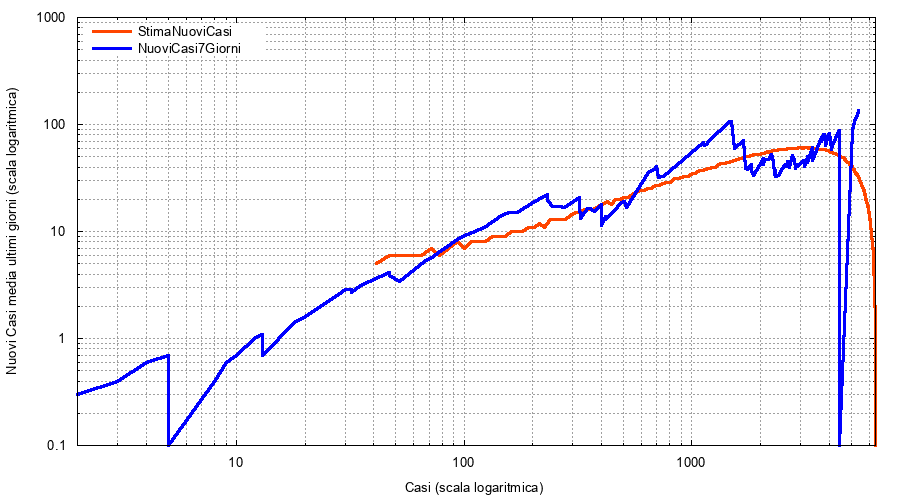 1000
StimaNuoviCasi
NuoviCasi7Giorni
100
10
1
0.1
10
100
1000
Nuovi Casi media ultimi giorni (scala logaritmica)
Casi (scala logaritmica)